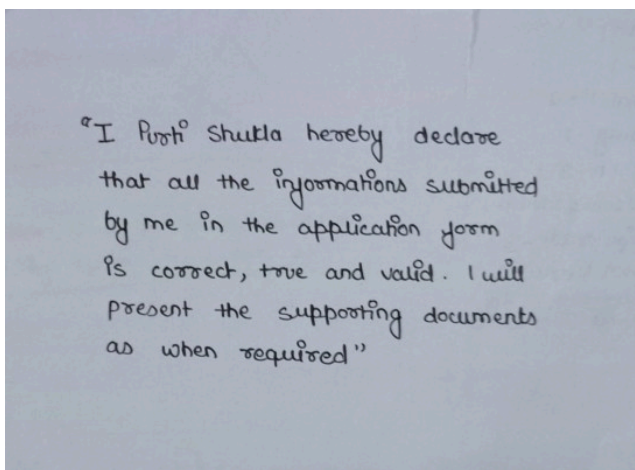 "I Purti Shukla hereby declare
that all the informations submitted
by me in the application form
is correct, true and valid. I will
present the supporting documents
as when required"